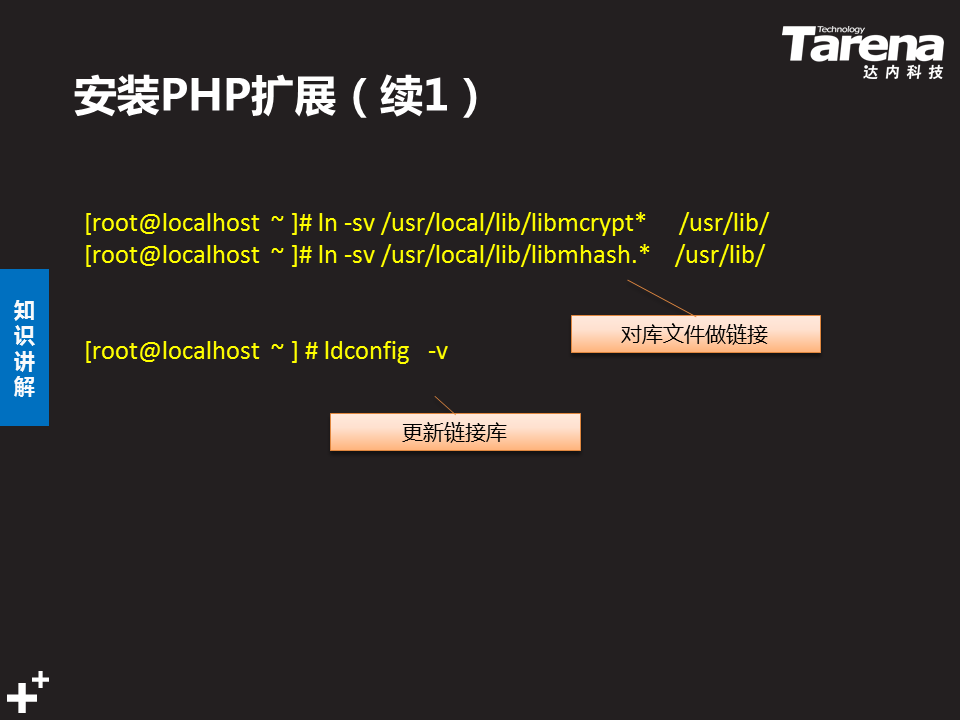 Technology
Tarena
达内科技
安装PHP扩展（续1）
[root@localhost ~ ]# ln -sv /usr/local/lib/libmcrypt* /usr/lib/
[root@localhost ~ ]# ln -sv /usr/local/lib/libmhash.* /usr/lib/
知识讲解
对库文件做链接
[root@localhost ~ ] # ldconfig -v
更新链接库